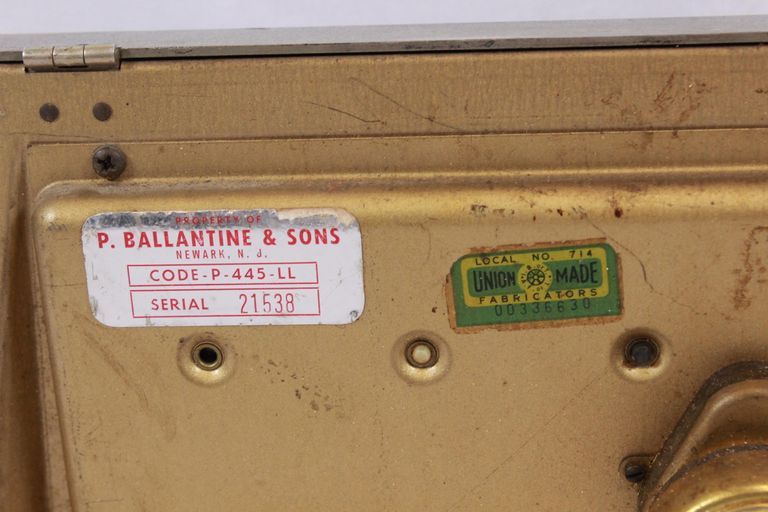 PROPERTY OF
P. BALLANTINE & SONS
NEWARK, N. J.
CODE-P-445-LL
SERIAL 21538
LOCAL NO. 714
UNION MADE
FABRICATORS
00336630